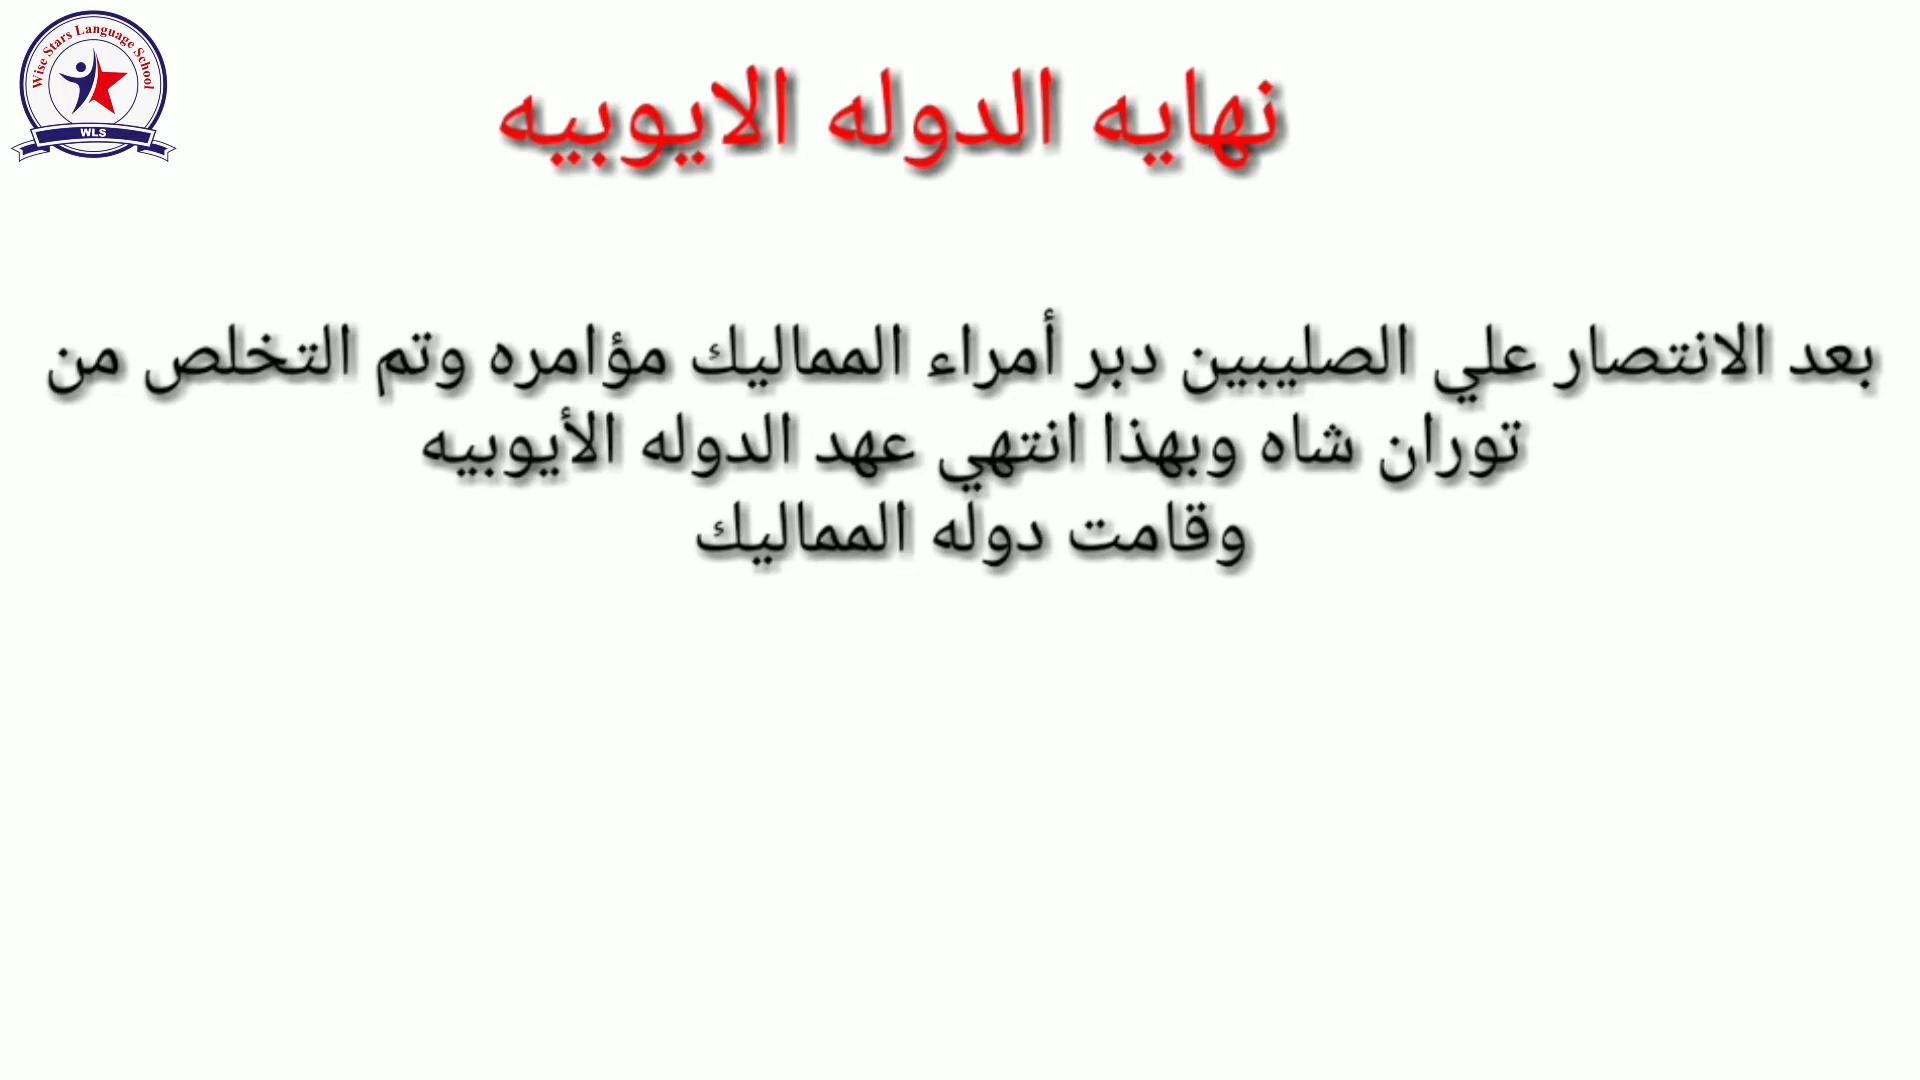 Wise Stars Language School
WLS
نهايه الدوله الايوبيه
بعد الانتصار علي الصليبين دبر أمراء المماليك مؤامره وتم التخلص من
توران شاه وبهذا انتهي عهد الدوله الأيوبيه
وقامت دوله المماليك